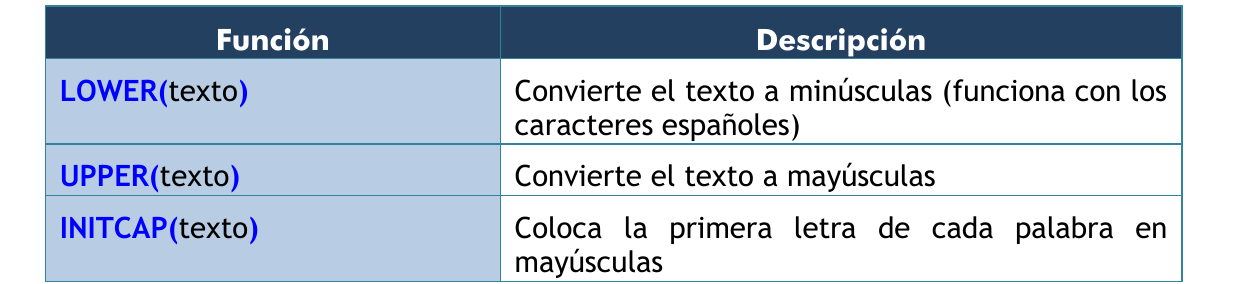 Función Descripción
LOWER(texto) Convierte el texto a minúsculas (funciona con los
caracteres españoles)
UPPER(texto) Convierte el texto a mayúsculas
INITCAP(texto) Coloca la primera letra de cada palabra en
mayúsculas